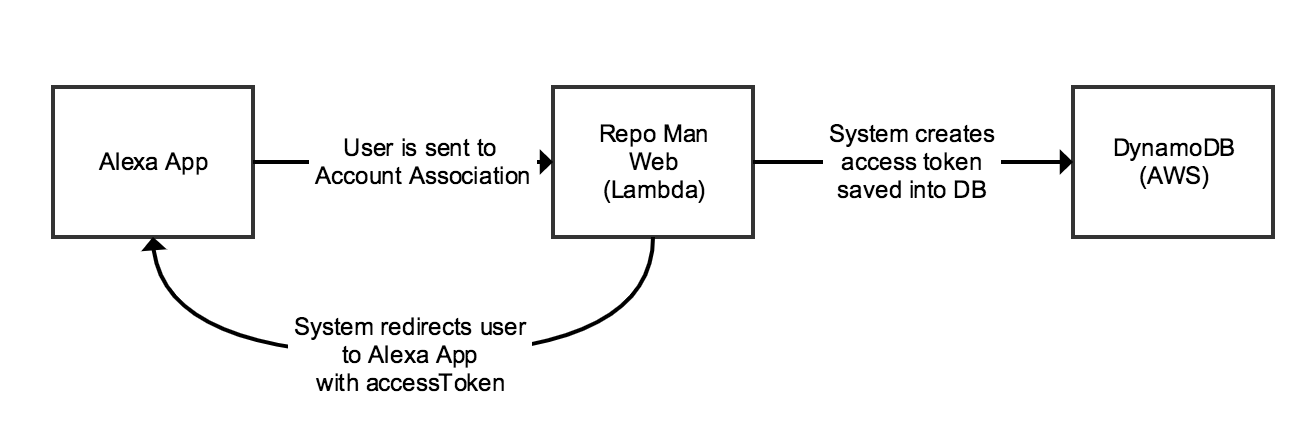 Alexa App
User is sent to
Account Association
Repo Man
Web
(Lambda)
System creates
access token
saved into DB
DynamoDB
(AWS)
System redirects user
to Alexa App
with accessToken